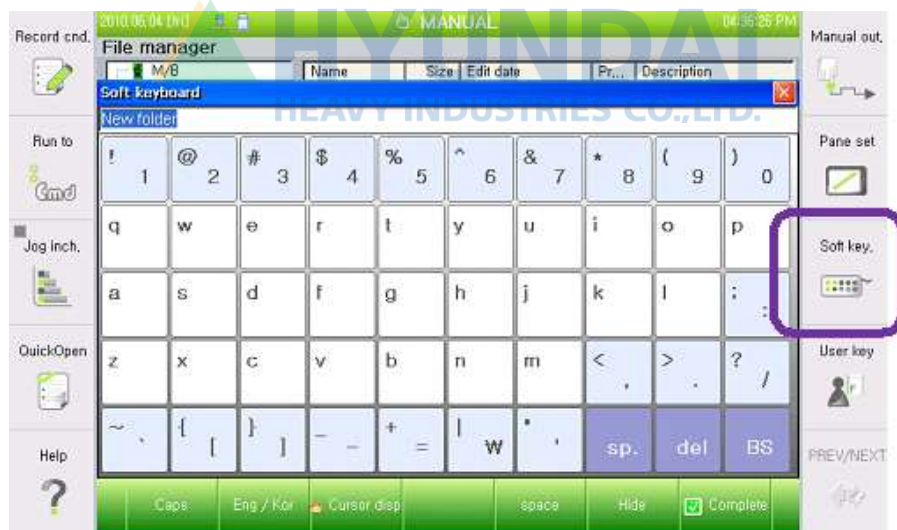 Record cnd.
2010.06.04 MANUAL 04:36:26 PM
Manual out.
File manager
M/B Name Size Edit date Pr... Description
HYUNDAI
HEAVY INDUSTRIES CO.,LTD.
Soft keyboard
New folder
Run to
Cmd
Pane set
! 1 @ 2 # 3 $ 4 % 5 ^ 6 & 7 * 8 ( 9 ) 0
q w e r t y u i o p
Jog inch.
Soft key.
a s d f g h j k l ; :
QuickOpen
User key
z x c v b n m < , > . ? /
~ ` { [ } ] _ - + = | ₩ " ' sp. del BS
Help
PREV/NEXT
Caps Eng / Kor Cursor disp space Hide Complete